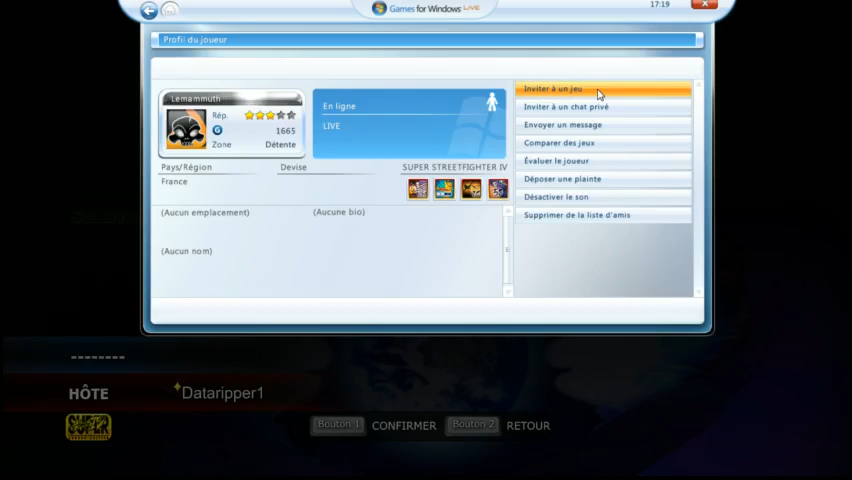 Games for Windows LIVE
17:19
Profil du joueur
Lemammuth
Rép.
G 1665
Zone Détente
En ligne
LIVE
Pays/Région
Devise
SUPER STREETFIGHTER IV
France
(Aucun emplacement)
(Aucune bio)
(Aucun nom)
Inviter à un jeu
Inviter à un chat privé
Envoyer un message
Comparer des jeux
Évaluer le joueur
Déposer une plainte
Désactiver le son
Supprimer de la liste d'amis
--------
HÔTE Dataripper1
SUPER
Bouton 1 CONFIRMER Bouton 2 RETOUR